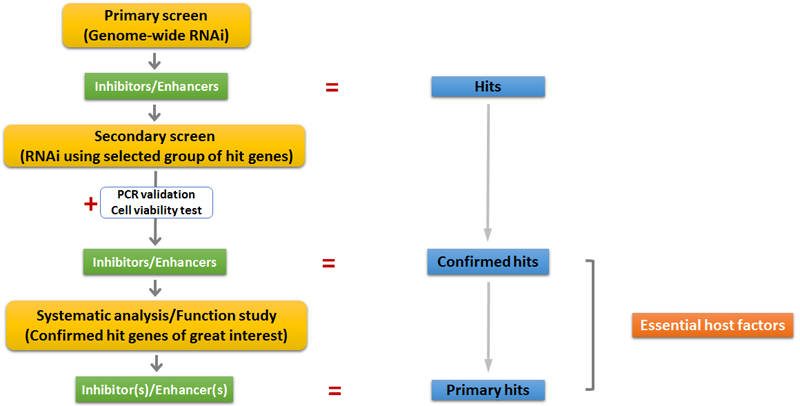 Primary screen
(Genome-wide RNAi)
Inhibitors/Enhancers
=
Hits
Secondary screen
(RNAi using selected group of hit genes)
+
PCR validation
Cell viability test
Inhibitors/Enhancers
=
Confirmed hits
Systematic analysis/Function study
(Confirmed hit genes of great interest)
Essential host factors
Inhibitor(s)/Enhancer(s)
=
Primary hits